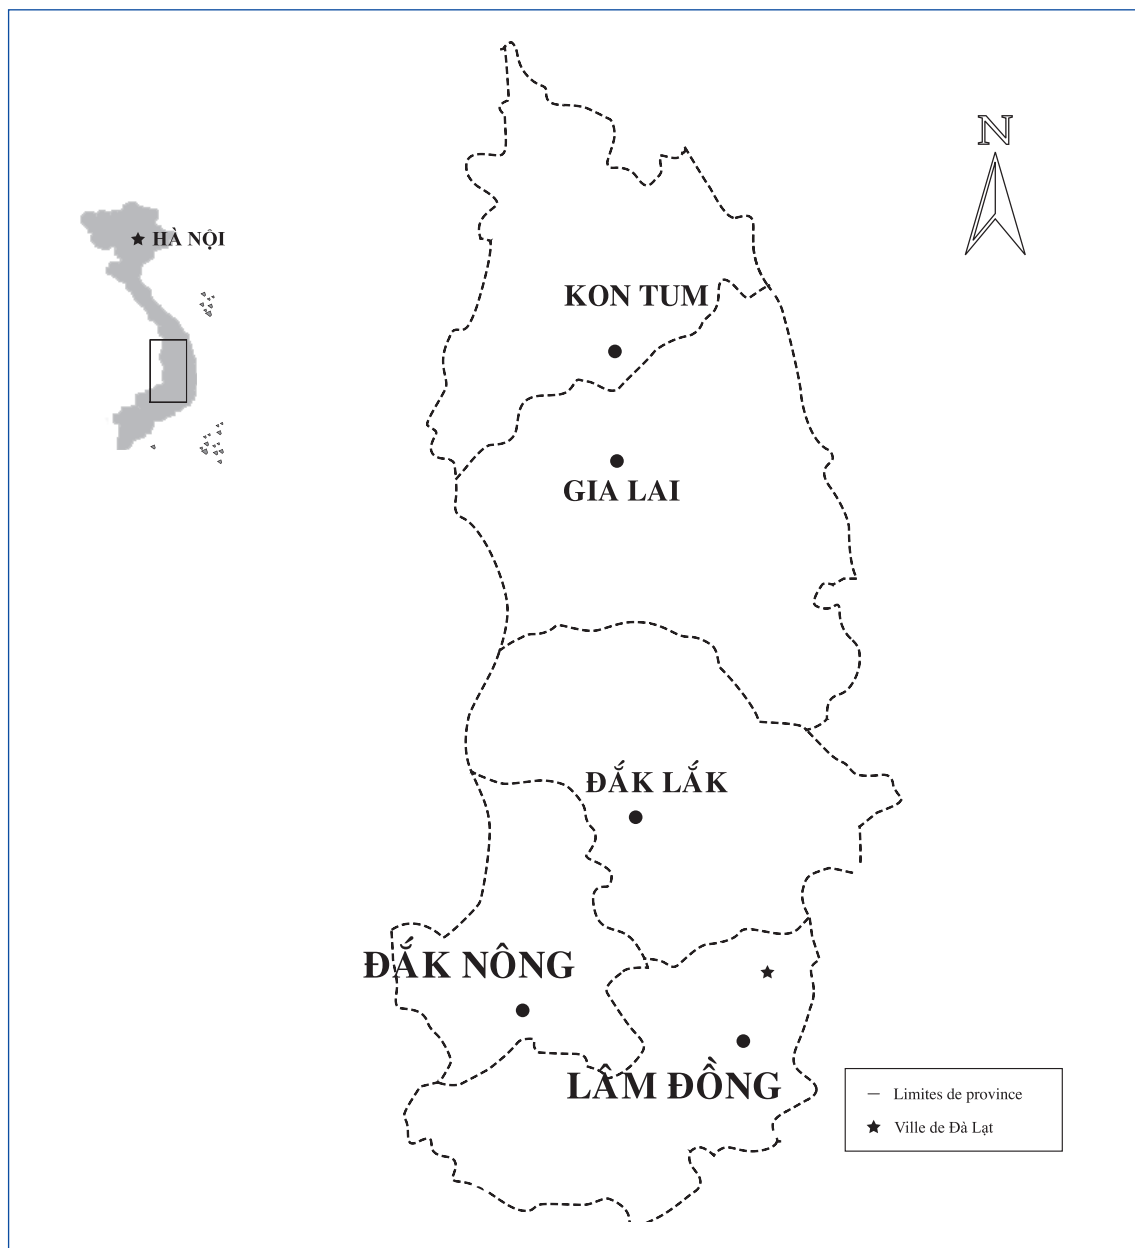 N
HÀ NỘI
KON TUM
GIA LAI
ĐẮK LẮK
ĐẮK NÔNG
LÂM ĐỒNG
Limites de province
Ville de Đà Lạt